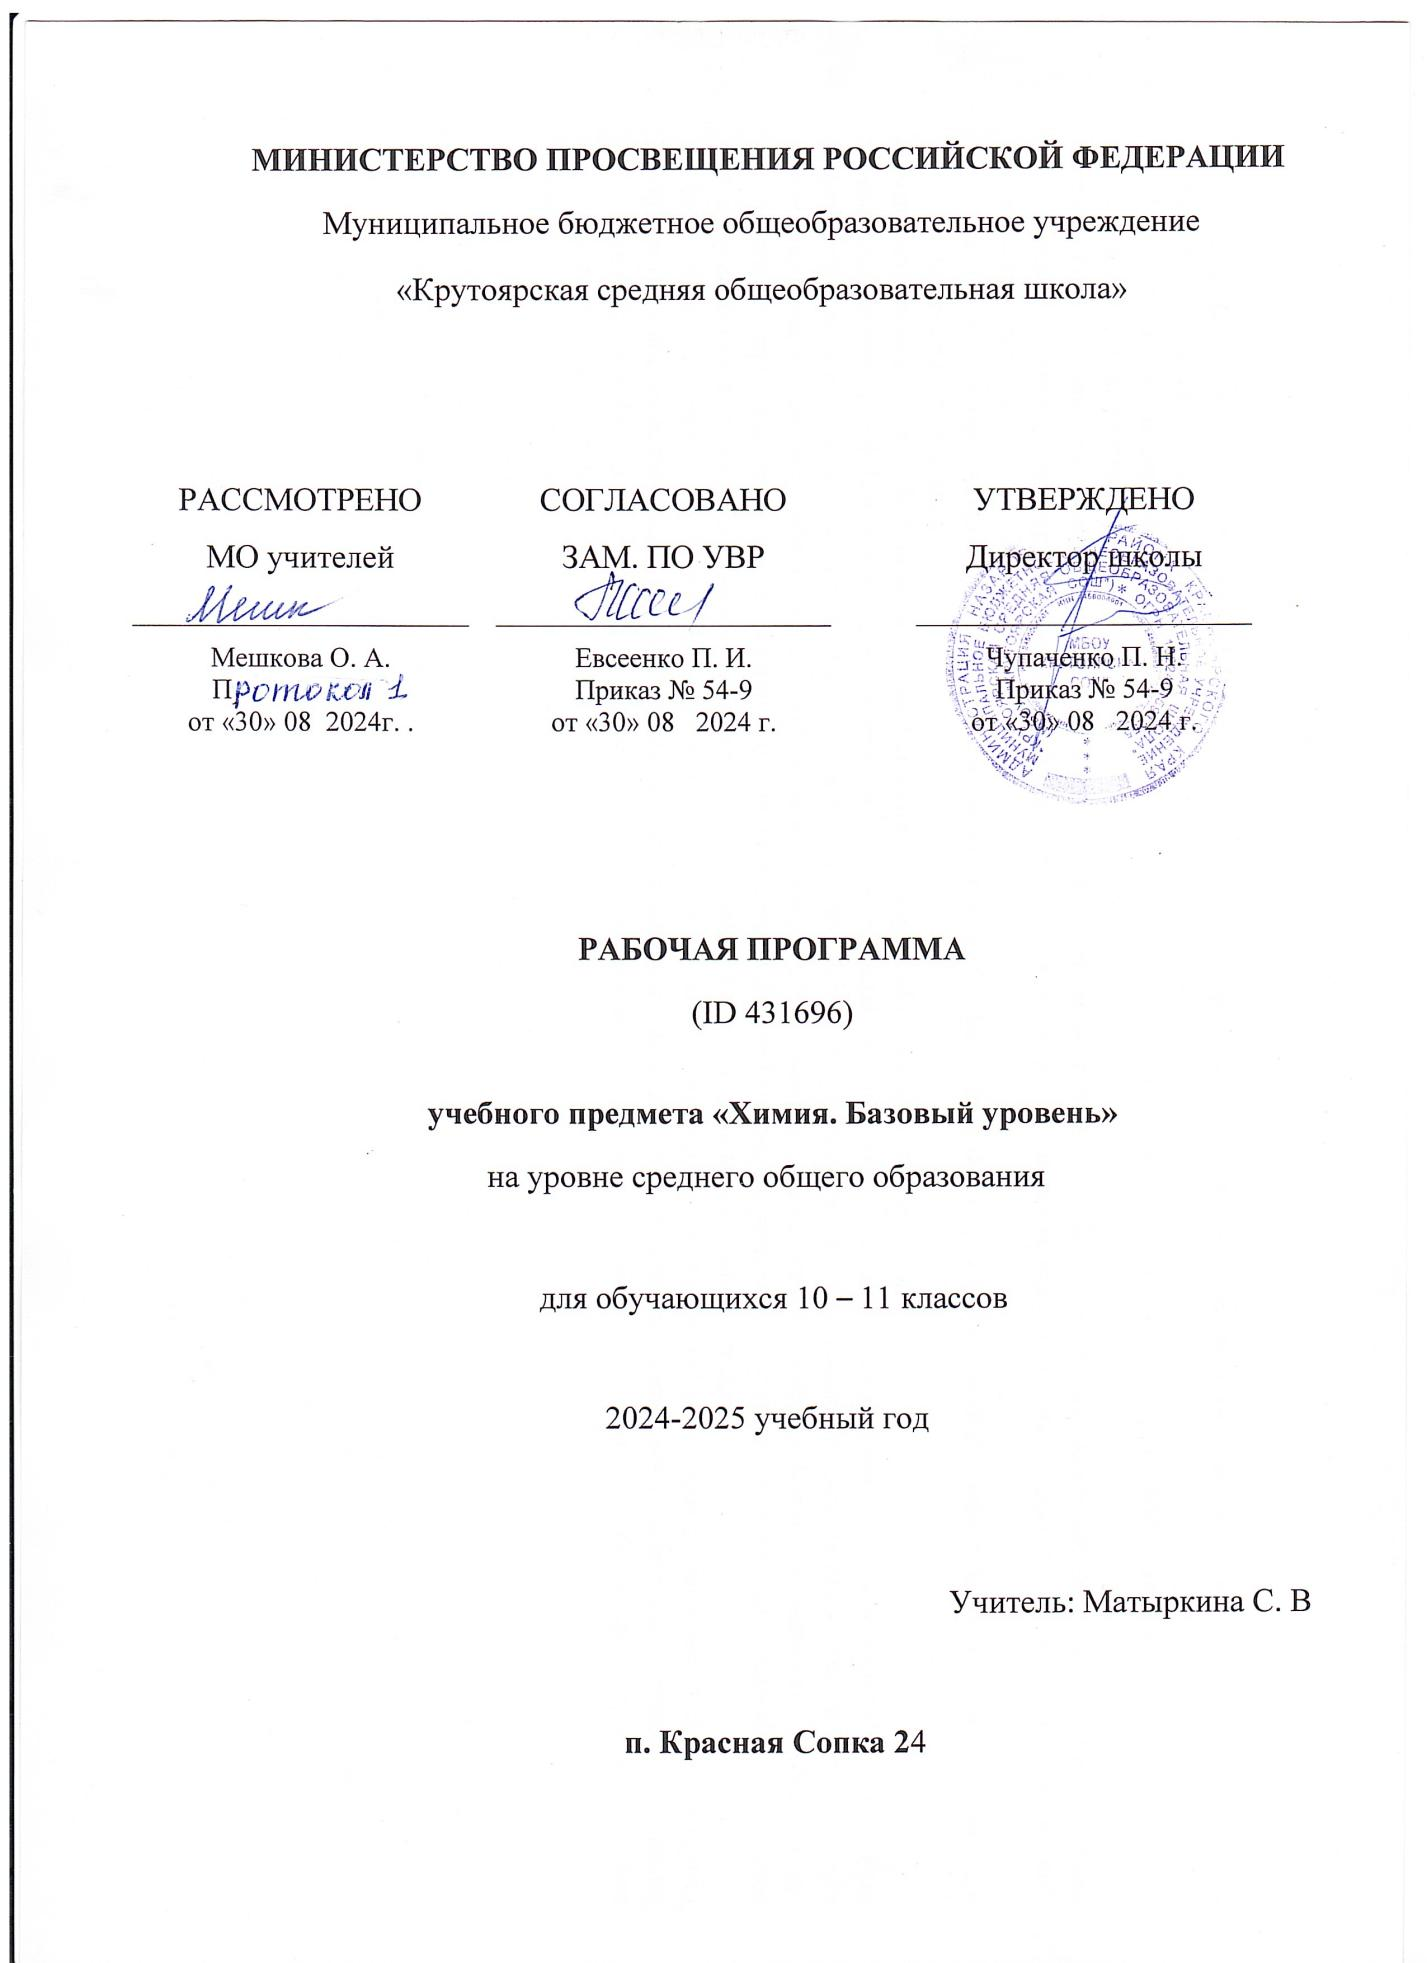 МИНИСТЕРСТВО ПРОСВЕЩЕНИЯ РОССИЙСКОЙ ФЕДЕРАЦИИ
Муниципальное бюджетное общеобразовательное учреждение
«Крутоярская средняя общеобразовательная школа»
РАССМОТРЕНО
МО учителей
Мешкова О. А.
Протокол 1
от «30» 08 2024г. .
СОГЛАСОВАНО
ЗАМ. ПО УВР
Евсеенко П. И.
Приказ № 54-9
от «30» 08 2024 г.
УТВЕРЖДЕНО
Директор школы
Чупаченко П. Н.
Приказ № 54-9
от «30» 08 2024 г.
РАБОЧАЯ ПРОГРАММА
(ID 431696)
учебного предмета «Химия. Базовый уровень»
на уровне среднего общего образования
для обучающихся 10 – 11 классов
2024-2025 учебный год
Учитель: Матыркина С. В
п. Красная Сопка 24